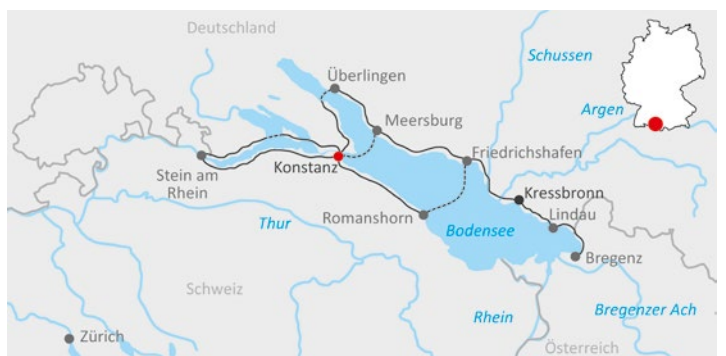 Deutschland
Schussen
Überlingen
Argen
Meersburg
Friedrichshafen
Konstanz
Stein am
Rhein
Kressbronn
Thur
Romanshorn
Lindau
Bodensee
Bregenz
Schweiz
Rhein
Bregenzer Ach
Zürich
Österreich